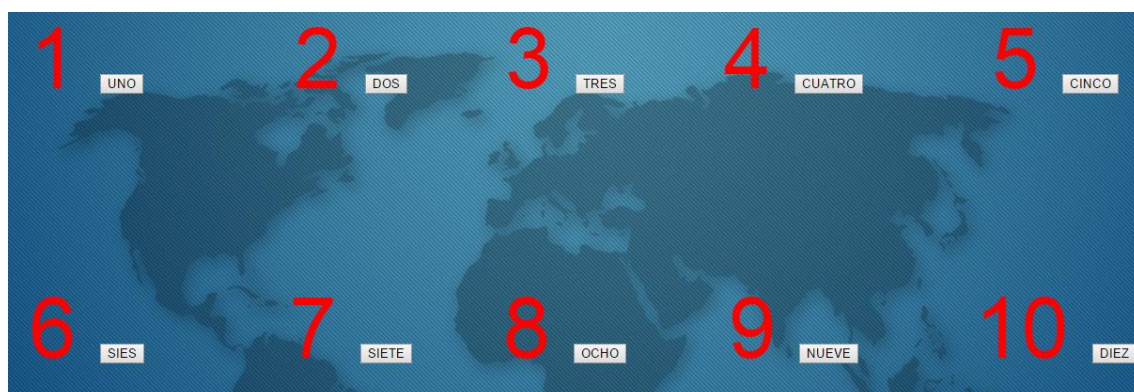 1 UNO 2 DOS 3 TRES 4 CUATRO 5 CINCO
6 SIES 7 SIETE 8 OCHO 9 NUEVE 10 DIEZ